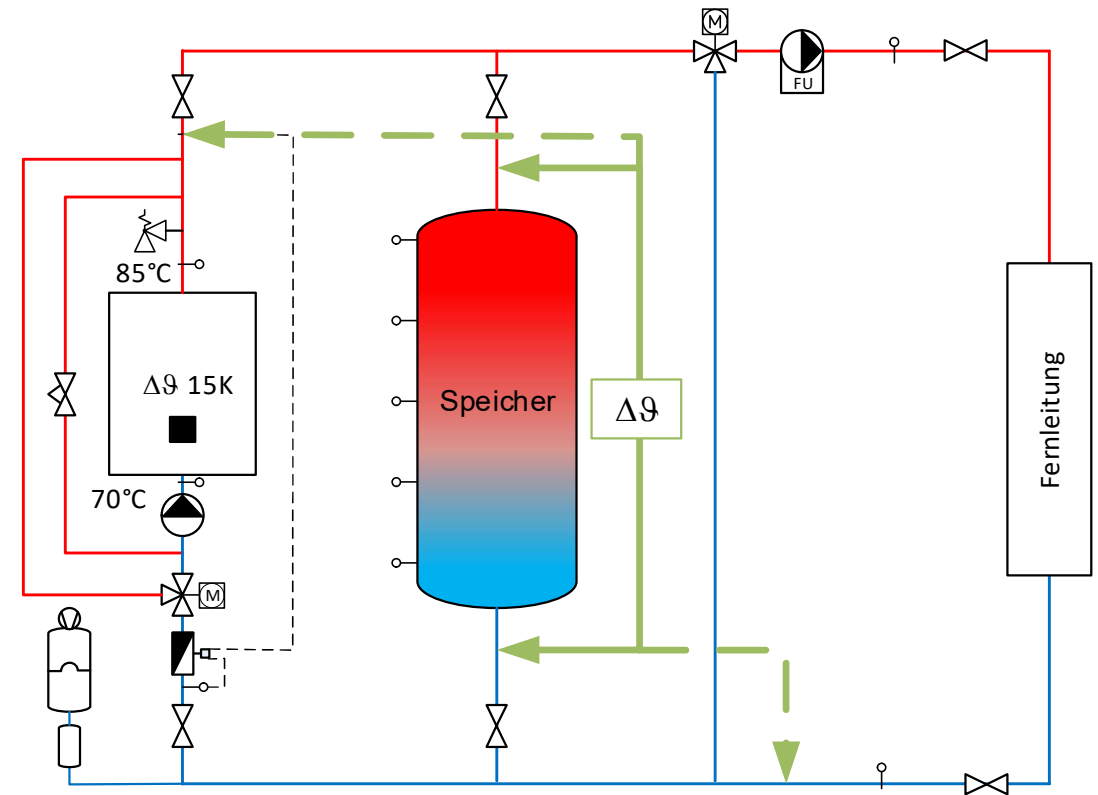 M
FU
85°C
Δϑ 15K
Speicher
Δϑ
Fernleitung
70°C
M